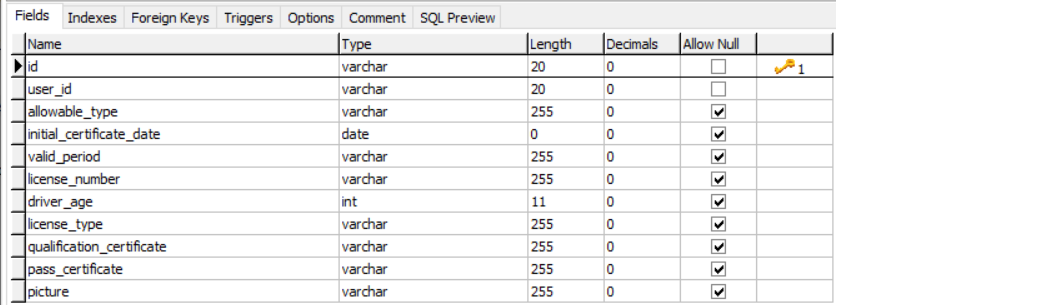 Fields Indexes Foreign Keys Triggers Options Comment SQL Preview
Name Type Length Decimals Allow Null
id varchar 20 0 1
user_id varchar 20 0
allowable_type varchar 255 0
initial_certificate_date date 0 0
valid_period varchar 255 0
license_number varchar 255 0
driver_age int 11 0
license_type varchar 255 0
qualification_certificate varchar 255 0
pass_certificate varchar 255 0
picture varchar 255 0